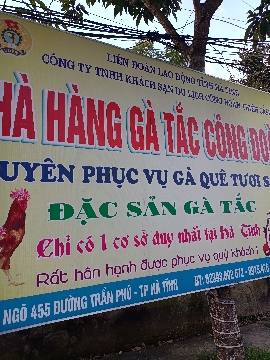 LIÊN ĐOÀN LAO ĐỘNG TỈNH HÀ TĨNH
CÔNG TY TNHH KHÁCH SẠN DU LỊCH CÔNG ĐOÀN
HÀ HÀNG GÀ TẮC CÔNG ĐO
UYÊN PHỤC VỤ GÀ QUÊ TƯƠI S
ĐẶC SẢN GÀ TẮC
Chỉ có 1 cơ sở duy nhất tại Hà Tĩnh
Rất hân hạnh được phục vụ quý khách !
NGÕ 455 ĐƯỜNG TRẦN PHÚ - TP HÀ TĨNH